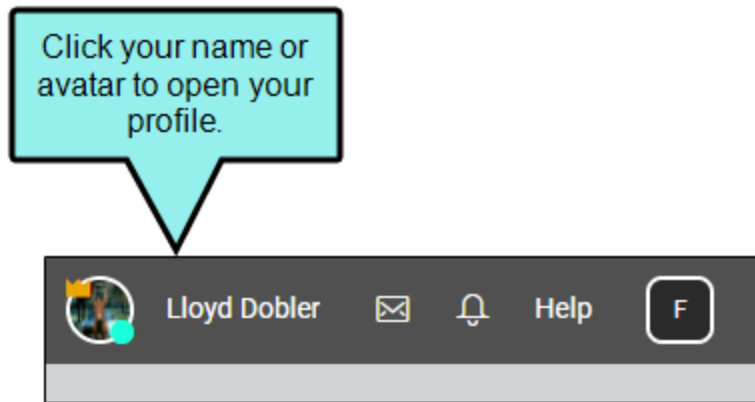 Click your name or
avatar to open your
profile.
Lloyd Dobler Help F